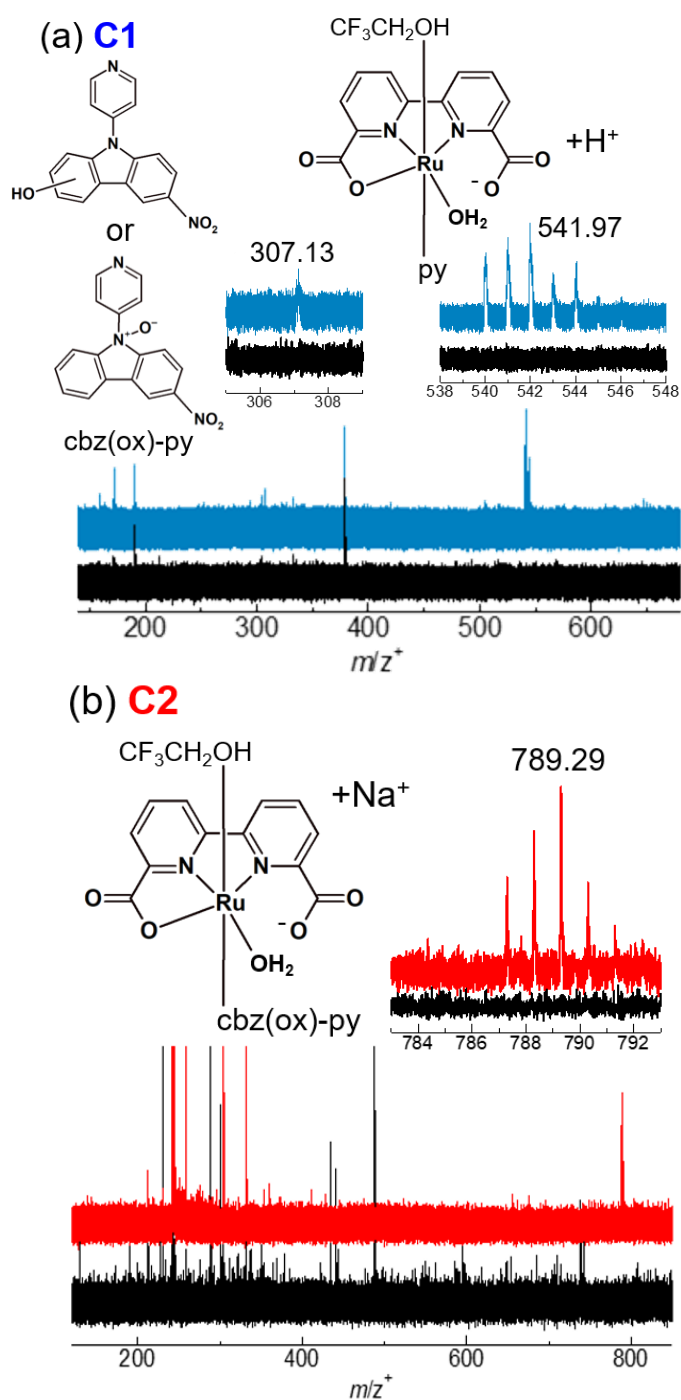 (a) C1
CF₃CH₂OH
N
N
N
N
O
O
O
⁻O
Ru
+H⁺
HO
NO₂
OH₂
or
py
307.13
541.97
N
N⁺
O⁻
NO₂
306 308
538 540 542 544 546 548
cbz(ox)-py
200 300 400 500 600
m/z⁺
(b) C2
CF₃CH₂OH
+Na⁺
789.29
N
N
O
O
Ru
O
⁻O
OH₂
cbz(ox)-py
784 786 788 790 792
200 400 600 800
m/z⁺